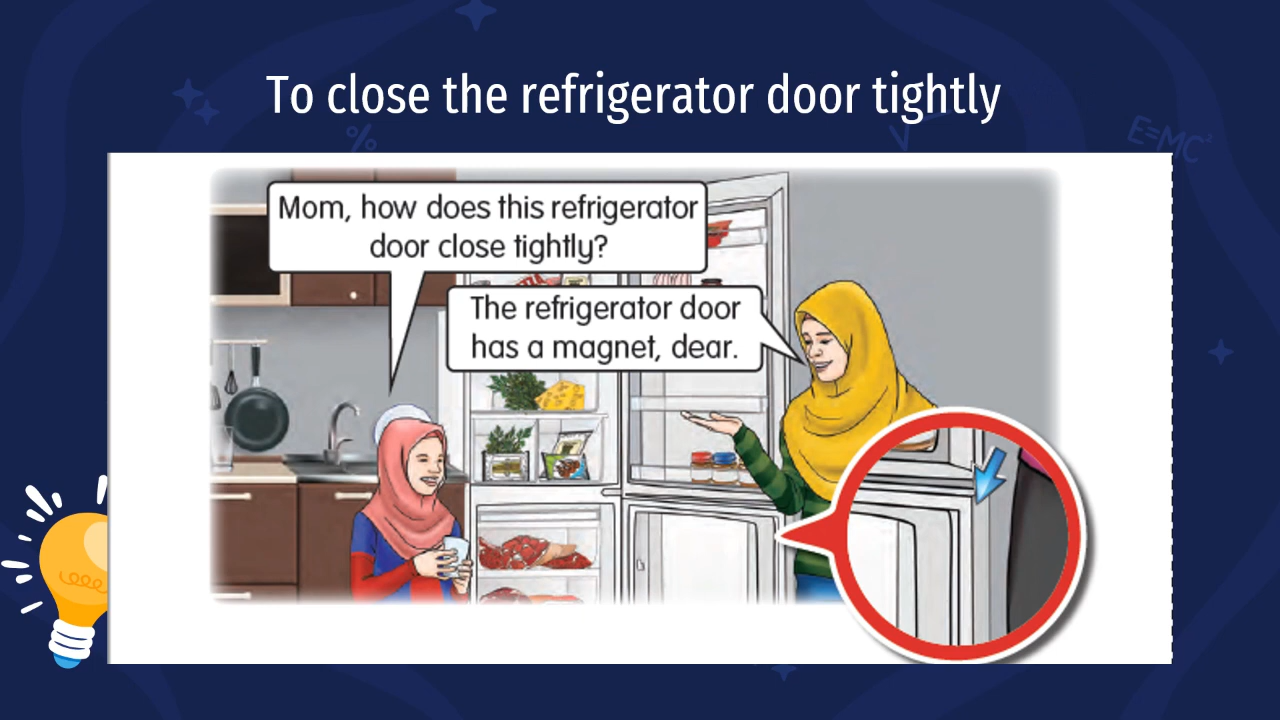 To close the refrigerator door tightly
%
√
E=MC²
Mom, how does this refrigerator
door close tightly?
The refrigerator door
has a magnet, dear.